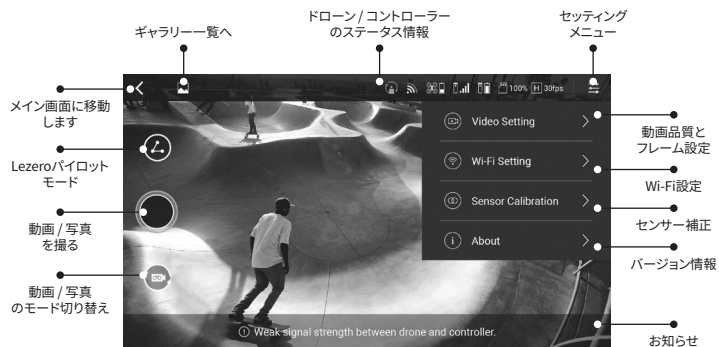 ドローン / コントローラー
のステータス情報
セッティング
メニュー
ギャラリー一覧へ
100%
H 30fps
メイン画面に移動
します
Lezeroパイロット
モード
動画 / 写真
を撮る
動画 / 写真
のモード切り替え
Video Setting
Wi-Fi Setting
Sensor Calibration
About
動画品質と
フレーム設定
Wi-Fi設定
センサー補正
バージョン情報
Weak signal strength between drone and controller.
お知らせ